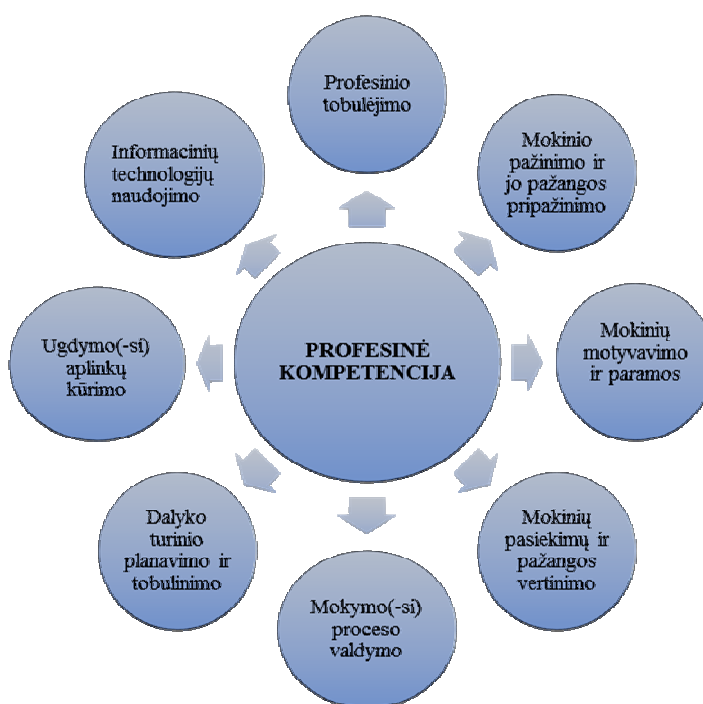 Profesinio
tobulėjimo
Mokinio
pažinimo ir
jo pažangos
pripažinimo
Mokinių
motyvavimo
ir paramos
Mokinių
pasiekimų ir
pažangos
vertinimo
Mokymo(-si)
proceso
valdymo
Dalyko
turinio
planavimo ir
tobulinimo
Ugdymo(-si)
aplinkų
kūrimo
Informacinių
technologijų
naudojimo
PROFESINĖ
KOMPETENCIJA